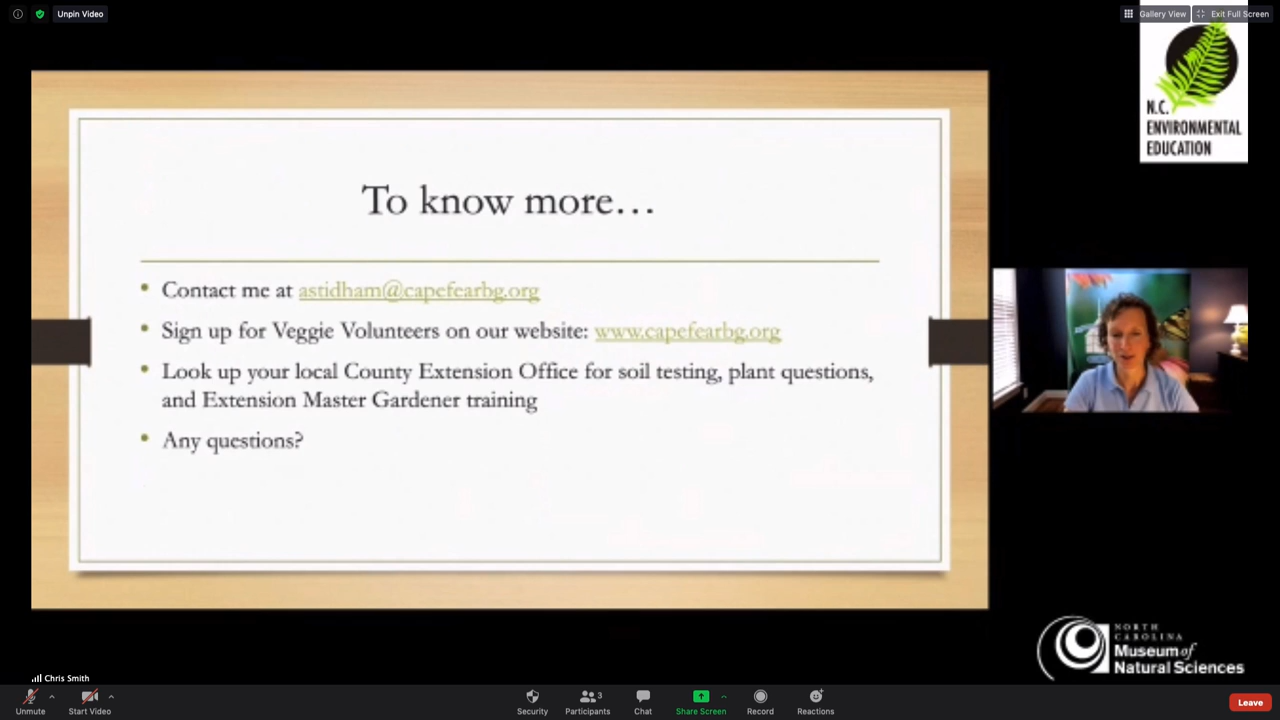 Unpin Video
Gallery View
Exit Full Screen
N.C.
ENVIRONMENTAL
EDUCATION
To know more…
• Contact me at astidham@capefearbg.org
• Sign up for Veggie Volunteers on our website: www.capefearbg.org
• Look up your local County Extension Office for soil testing, plant questions,
and Extension Master Gardener training
• Any questions?
NORTH
CAROLINA
Museum of
Natural Sciences
Chris Smith
Unmute
Start Video
Security
Participants
3
Chat
Share Screen
Record
Reactions
Leave